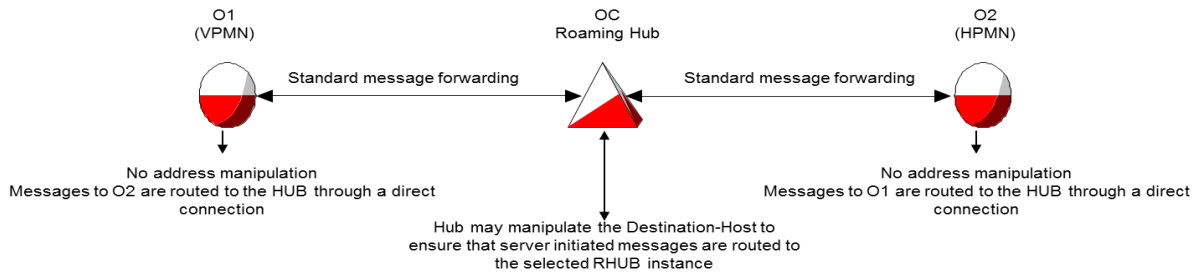 O1
(VPMN)
OC
Roaming Hub
O2
(HPMN)
Standard message forwarding
Standard message forwarding
No address manipulation
Messages to O2 are routed to the HUB through a direct
connection
No address manipulation
Messages to O1 are routed to the HUB through a direct
connection
Hub may manipulate the Destination-Host to
ensure that server initiated messages are routed to
the selected RHUB instance